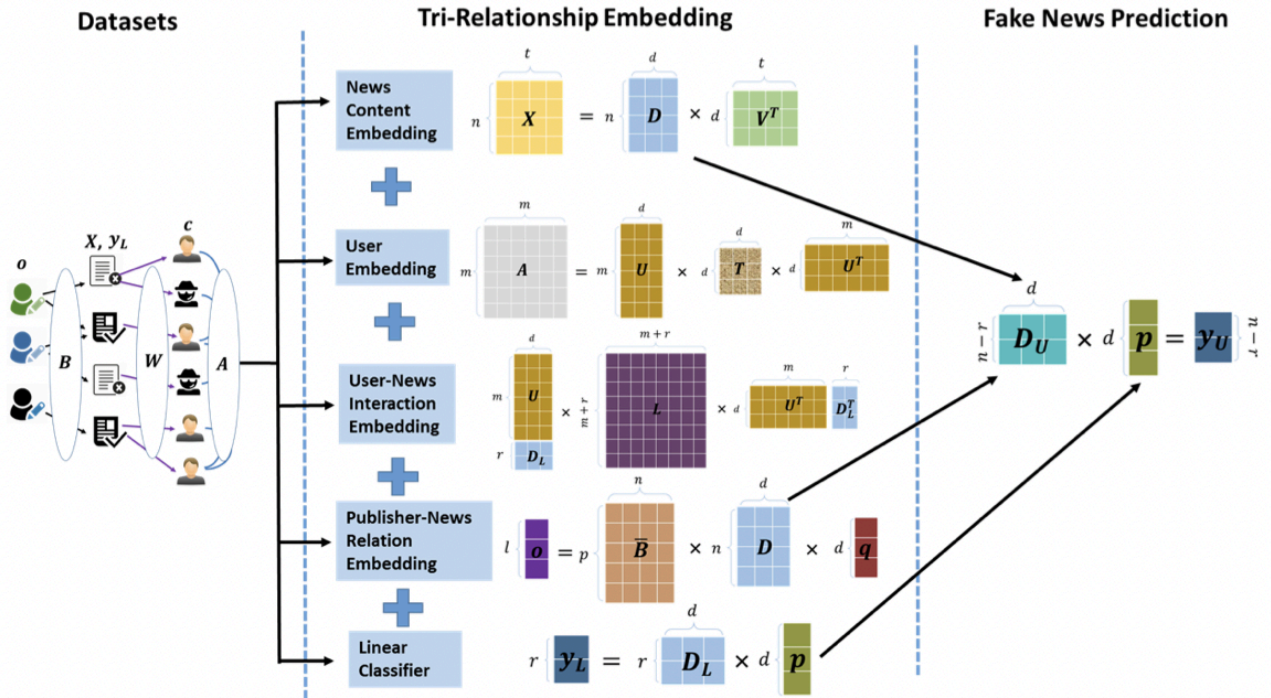 Datasets
Tri-Relationship Embedding
Fake News Prediction
o
X, y_L
c
B
W
A
News
Content
Embedding
t
n
X
=
n
d
D
×
d
t
V^T
User
Embedding
m
m
A
=
m
d
U
×
d
d
T
×
d
m
U^T
User-News
Interaction
Embedding
d
m
U
r
D_L
×
m + r
m + r
L
×
d
m
U^T
r
D_L^T
Publisher-News
Relation
Embedding
l
o
=
p
n
B̅
×
n
d
D
×
d
q
Linear
Classifier
r
y_L
=
r
d
D_L
×
d
p
d
n − r
D_U
×
d
p
=
y_U
n − r